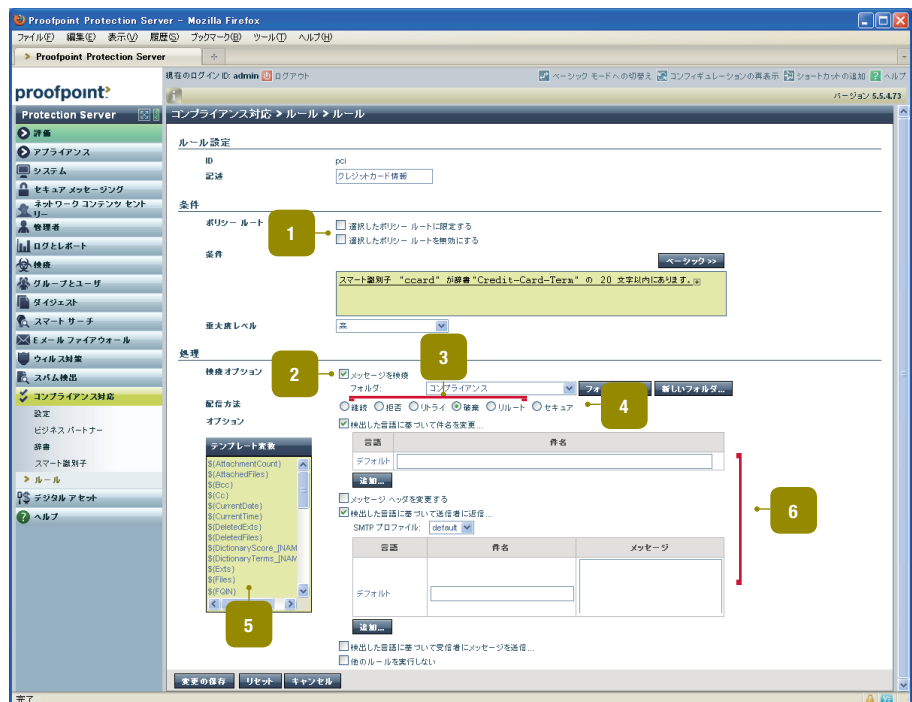 Proofpoint Protection Server - Mozilla Firefox
ファイル(F) 編集(E) 表示(V) 履歴(S) ブックマーク(B) ツール(T) ヘルプ(H)
Proofpoint Protection Server
現在のログイン ID: admin ログアウト
ベーシック モードへの切替え コンフィギュレーションの再表示 ショートカットの追加 ヘルプ
proofpoint
バージョン 5.5.4.73
Protection Server
評価
アプライアンス
システム
セキュア メッセージング
ネットワーク コンテンツ セントリー
管理者
ログとレポート
検疫
グループとユーザ
ダイジェスト
スマート サーチ
Eメール ファイアウォール
ウィルス対策
スパム検出
コンプライアンス対応
設定
ビジネス パートナー
辞書
スマート識別子
ルール
デジタル アセット
ヘルプ
コンプライアンス対応 > ルール > ルール
ルール設定
ID pci
記述 クレジットカード情報
条件
ポリシー ルート
1
選択したポリシー ルートに限定する
選択したポリシー ルートを無効にする
条件
ベーシック >>
スマート識別子 "ccard" が辞書"Credit-Card-Term" の 20 文字以内にあります。
重大度レベル 高
処理
3
検疫オプション
2
メッセージを検疫
フォルダ: コンプライアンス
新しいフォルダ...
配信方法
継続 拒否 リトライ 破棄 リルート セキュア
4
オプション
検出した言語に基づいて件名を変更...
テンプレート変数
${AttachmentCount}
${AttachedFiles}
${Bcc}
${Cc}
${CurrentDate}
${CurrentTime}
${DeletedExts}
${DeletedFiles}
${DictionaryScore_[NAM
${DictionaryTerms_[NAM
${Exts}
${Files}
${FQIN}
5
言語 件名
デフォルト
追加...
メッセージ ヘッダを変更する
検出した言語に基づいて送信者に返信...
SMTP プロファイル: default
6
言語 件名 メッセージ
デフォルト
追加...
検出した言語に基づいて受信者にメッセージを送信...
他のルールを実行しない
変更の保存 リセット キャンセル
完了